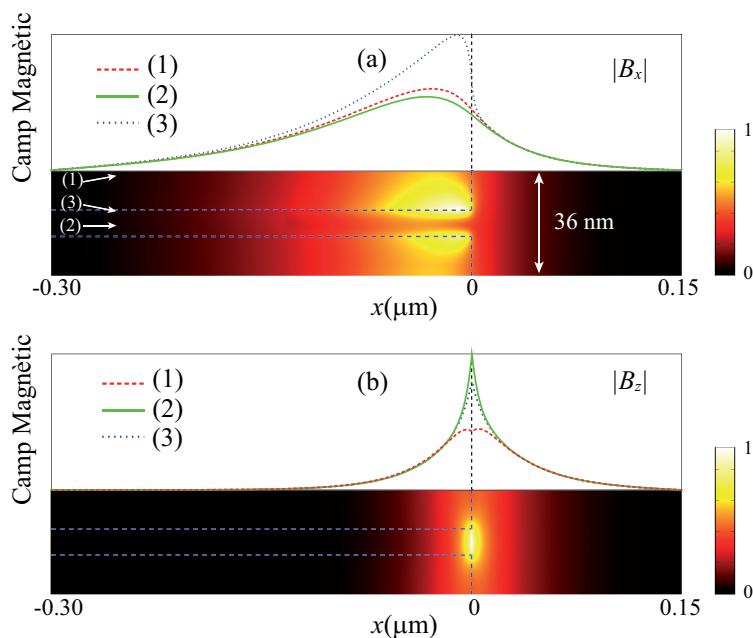 (a)
|Bx|
(1)
(2)
(3)
Camp Magnètic
1
0
(1)
(3)
(2)
36 nm
-0.30
0
0.15
x(μm)
(b)
|Bz|
(1)
(2)
(3)
Camp Magnètic
1
0
-0.30
0
0.15
x(μm)